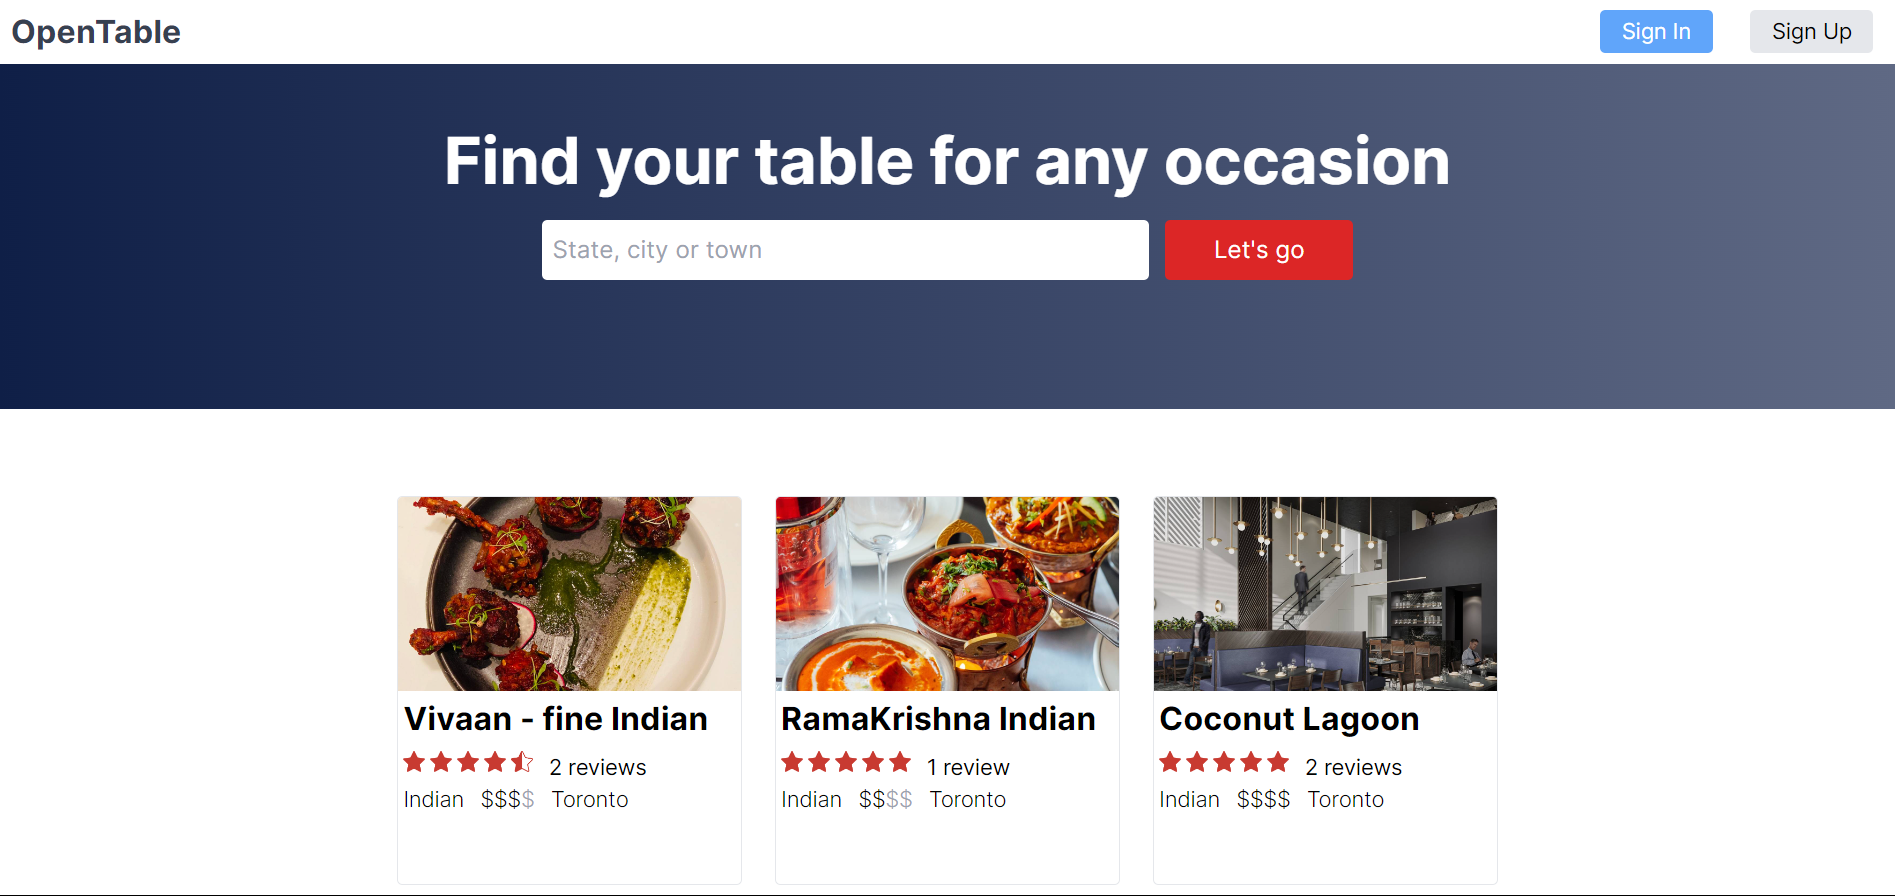 OpenTable
Sign In
Sign Up
Find your table for any occasion
State, city or town
Let's go
Vivaan - fine Indian
2 reviews
Indian $$$$ Toronto
RamaKrishna Indian
1 review
Indian $$$$ Toronto
Coconut Lagoon
2 reviews
Indian $$$$ Toronto